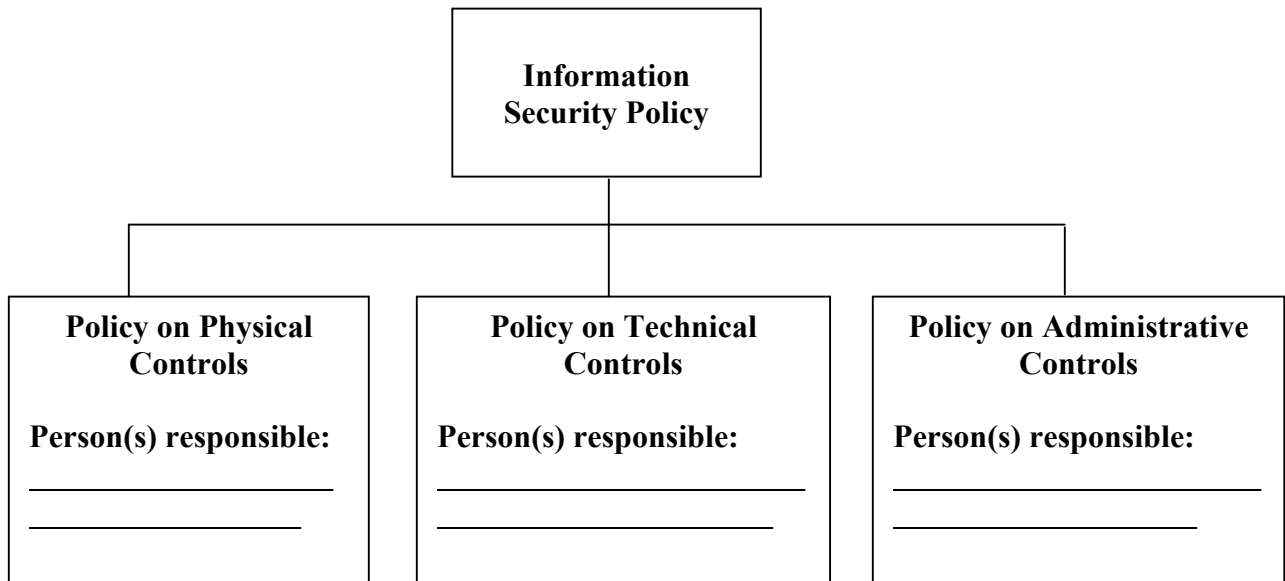 Information
Security Policy
Policy on Physical
Controls
Person(s) responsible:
Policy on Technical
Controls
Person(s) responsible:
Policy on Administrative
Controls
Person(s) responsible: